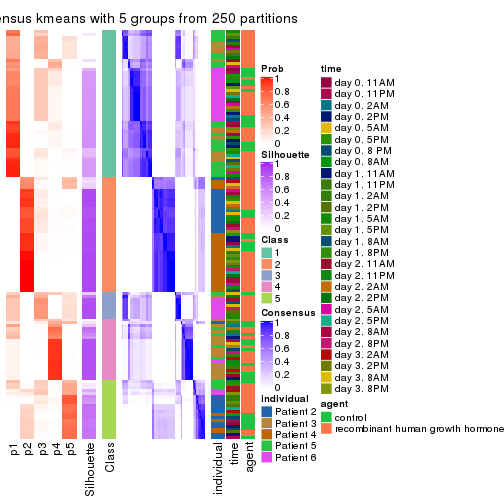 ensus kmeans with 5 groups from 250 partitions
p1
p2
p3
p4
p5
Silhouette
Class
individual
time
agent
Prob
1
0.8
0.6
0.4
0.2
0
Silhouette
1
0.8
0.6
0.4
0.2
0
Class
1
2
3
4
5
Consensus
1
0.8
0.6
0.4
0.2
0
individual
Patient 2
Patient 3
Patient 4
Patient 5
Patient 6
time
day 0. 11AM
day 0. 11PM
day 0. 2AM
day 0. 2PM
day 0. 5AM
day 0. 5PM
day 0. 8 PM
day 0. 8AM
day 1. 11AM
day 1. 11PM
day 1. 2AM
day 1. 2PM
day 1. 5AM
day 1. 5PM
day 1. 8AM
day 1. 8PM
day 2. 11AM
day 2. 11PM
day 2. 2AM
day 2. 2PM
day 2. 5AM
day 2. 5PM
day 2. 8AM
day 2. 8PM
day 3. 2AM
day 3. 2PM
day 3. 8AM
day 3. 8PM
agent
control
recombinant human growth hormone